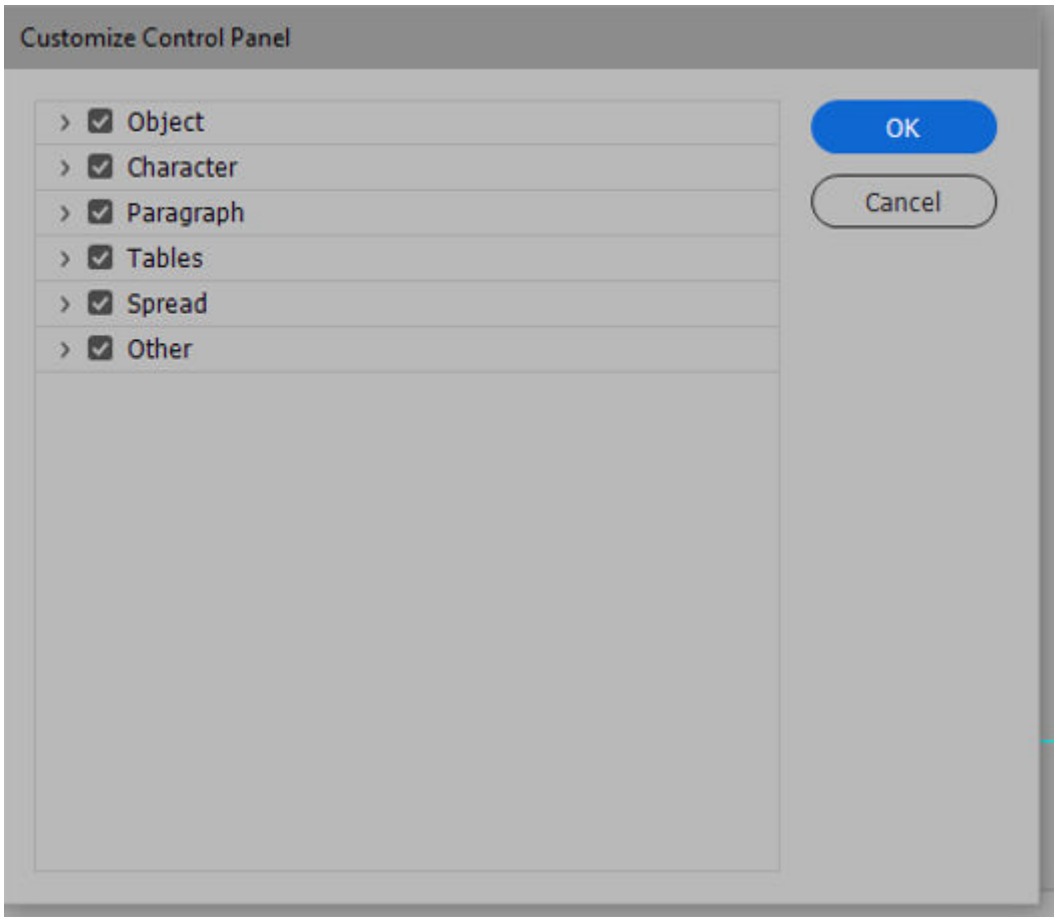 Customize Control Panel
Object
Character
Paragraph
Tables
Spread
Other
OK
Cancel